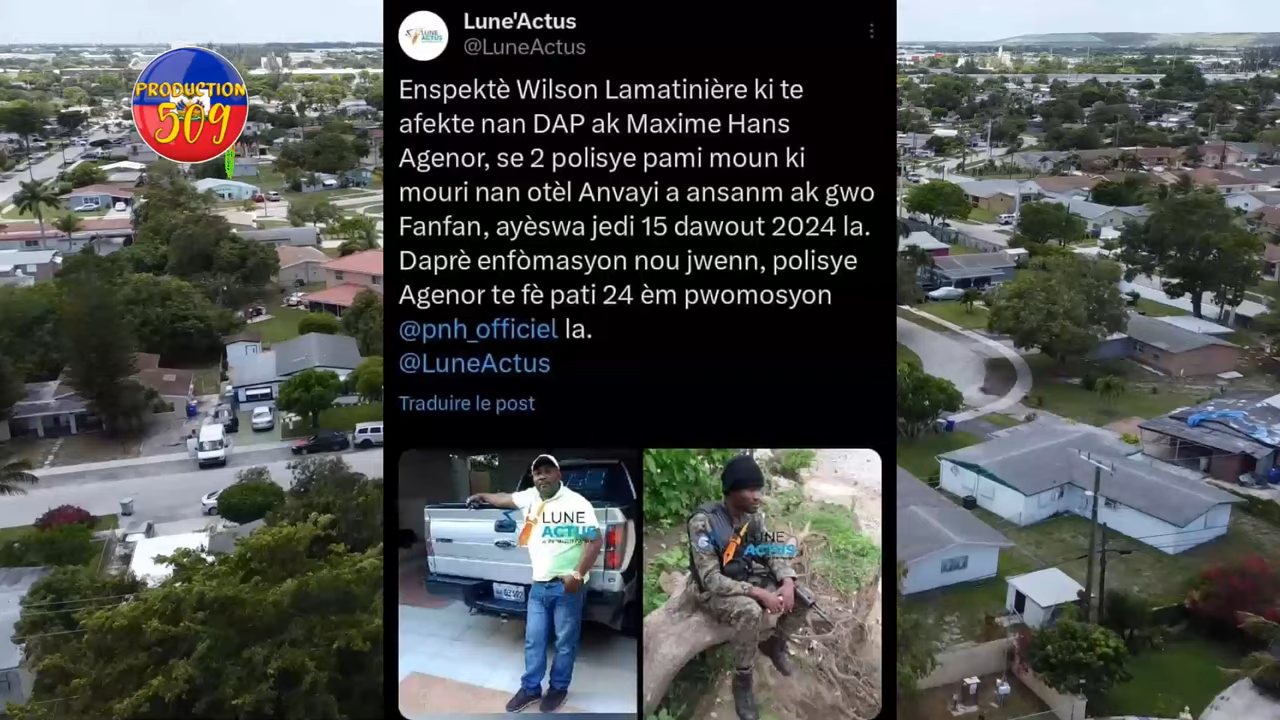 PRODUCTION
509
Lune'Actus
@LuneActus
Enspektè Wilson Lamatinière ki te
afekte nan DAP ak Maxime Hans
Agenor, se 2 polisye pami moun ki
mouri nan otèl Anvayi a ansanm ak gwo
Fanfan, ayèswa jedi 15 dawout 2024 la.
Daprè enfòmasyon nou jwenn, polisye
Agenor te fè pati 24 èm pwomosyon
@pnh_officiel la.
@LuneActus
Traduire le post
LUNE
ACTUS
LUNE
ACTUS